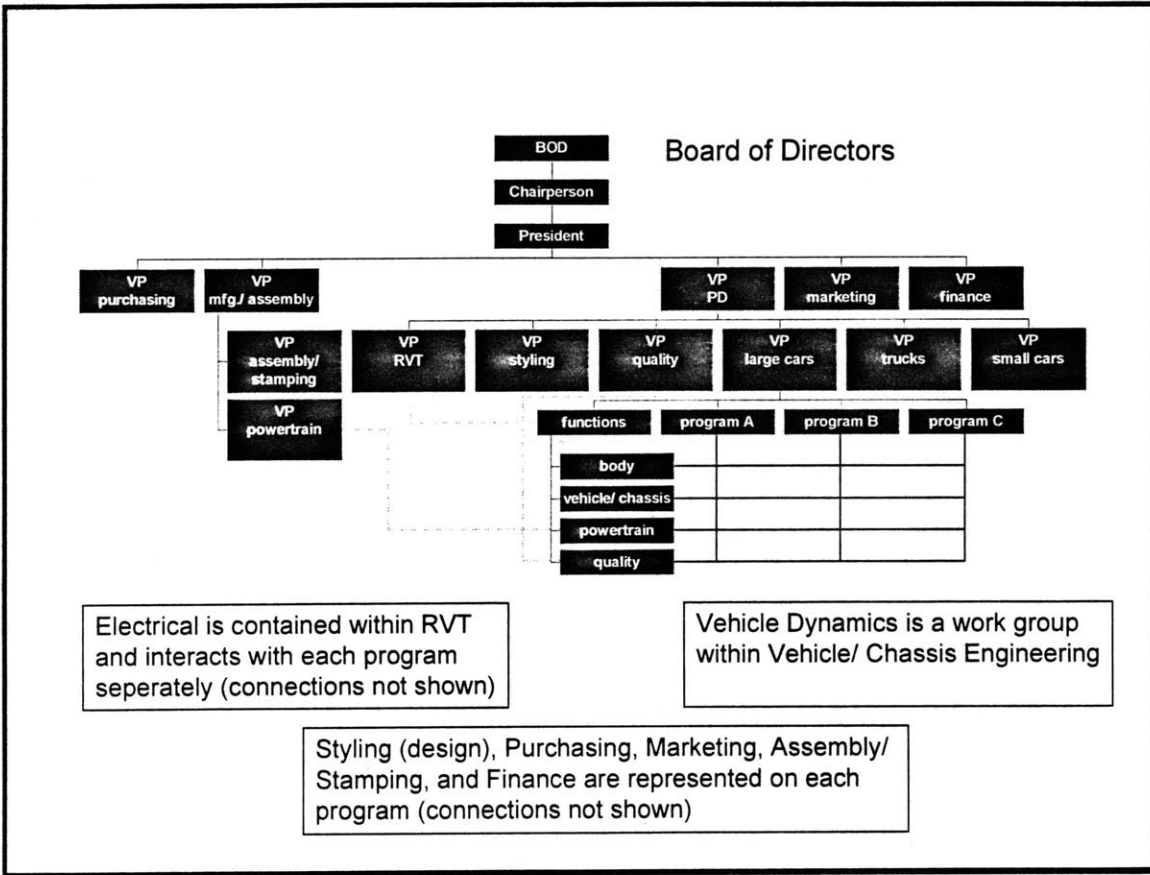 BOD
Board of Directors
Chairperson
President
VP
purchasing
VP
mfg./ assembly
VP
PD
VP
marketing
VP
finance
VP
assembly/
stamping
VP
RVT
VP
styling
VP
quality
VP
large cars
VP
trucks
VP
small cars
VP
powertrain
functions
program A
program B
program C
body
vehicle/ chassis
powertrain
quality
Electrical is contained within RVT
and interacts with each program
seperately (connections not shown)
Vehicle Dynamics is a work group
within Vehicle/ Chassis Engineering
Styling (design), Purchasing, Marketing, Assembly/
Stamping, and Finance are represented on each
program (connections not shown)